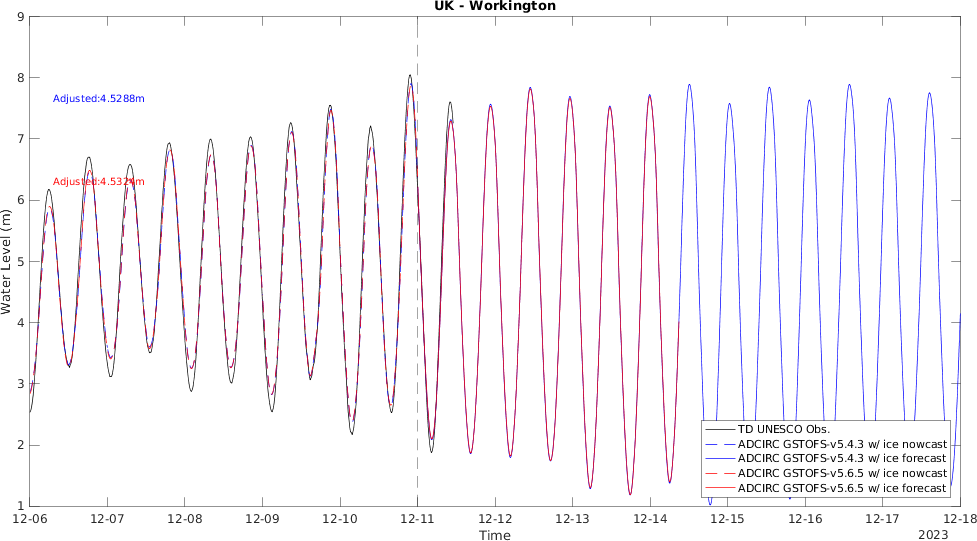 UK - Workington
9
8
7
6
5
4
3
2
1
Water Level (m)
Adjusted:4.5288m
Adjusted:4.5324m
TD UNESCO Obs.
ADCIRC GSTOFS-v5.4.3 w/ ice nowcast
ADCIRC GSTOFS-v5.4.3 w/ ice forecast
ADCIRC GSTOFS-v5.6.5 w/ ice nowcast
ADCIRC GSTOFS-v5.6.5 w/ ice forecast
12-06 12-07 12-08 12-09 12-10 12-11 12-12 12-13 12-14 12-15 12-16 12-17 12-18
Time
2023